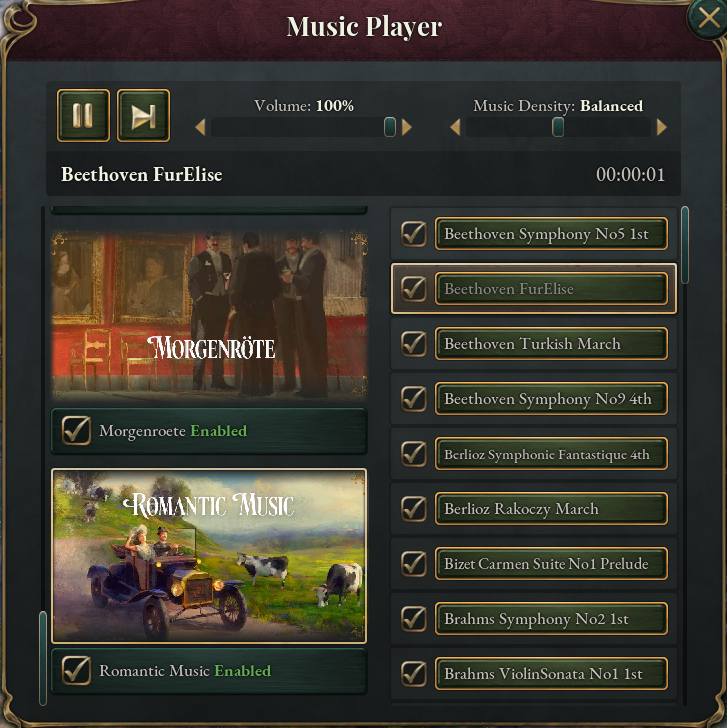 Music Player
Volume: 100%
Music Density: Balanced
Beethoven FurElise
00:00:01
Morgenröte
Morgenroete Enabled
Romantic Music
Romantic Music Enabled
Beethoven Symphony No5 1st
Beethoven FurElise
Beethoven Turkish March
Beethoven Symphony No9 4th
Berlioz Symphonie Fantastique 4th
Berlioz Rakoczy March
Bizet Carmen Suite No1 Prelude
Brahms Symphony No2 1st
Brahms ViolinSonata No1 1st